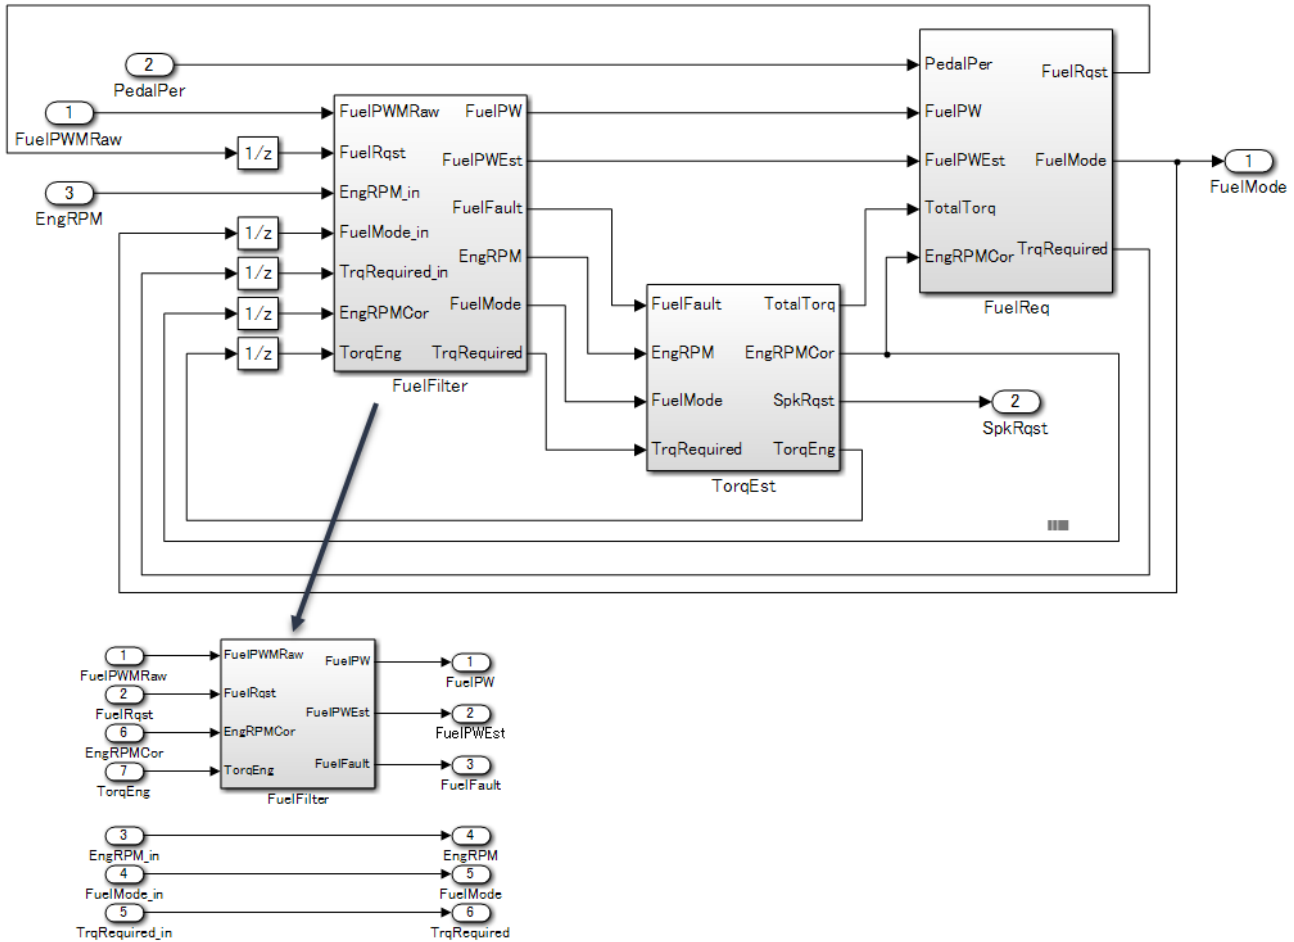 2
PedalPer
1
FuelPWMRaw
1/z
3
EngRPM
1/z
1/z
1/z
1/z
FuelPWMRaw
FuelRqst
EngRPM_in
FuelMode_in
TrqRequired_in
EngRPMCor
TorqEng
FuelPW
FuelPWEst
FuelFault
EngRPM
FuelMode
TrqRequired
FuelFilter
FuelFault
EngRPM
FuelMode
TrqRequired
TotalTorq
EngRPMCor
SpkRqst
TorqEng
TorqEst
PedalPer
FuelPW
FuelPWEst
TotalTorq
EngRPMCor
FuelRqst
FuelMode
TrqRequired
FuelReq
1
FuelMode
2
SpkRqst
1
FuelPWMRaw
2
FuelRqst
6
EngRPMCor
7
TorqEng
FuelPWMRaw
FuelRqst
EngRPMCor
TorqEng
FuelPW
FuelPWEst
FuelFault
FuelFilter
1
FuelPW
2
FuelPWEst
3
FuelFault
3
EngRPM_in
4
EngRPM
4
FuelMode_in
5
FuelMode
5
TrqRequired_in
6
TrqRequired